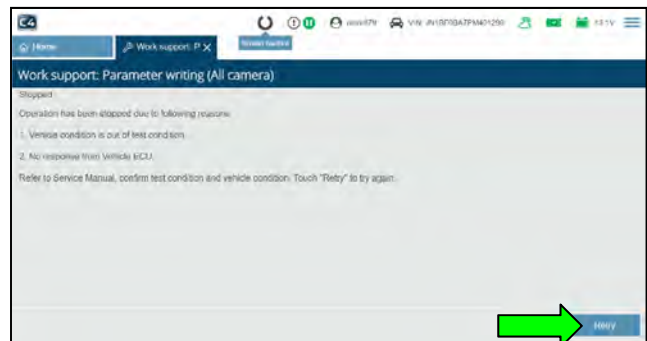 C4
VIN:
Home
Work support: P X
Work support: Parameter writing (All camera)
Stopped
Operation has been stopped due to following reasons:
1. Vehicle condition is out of test condition.
2. No response from Vehicle ECU.
Refer to Service Manual, confirm test condition and vehicle condition. Touch "Retry" to try again.
Retry